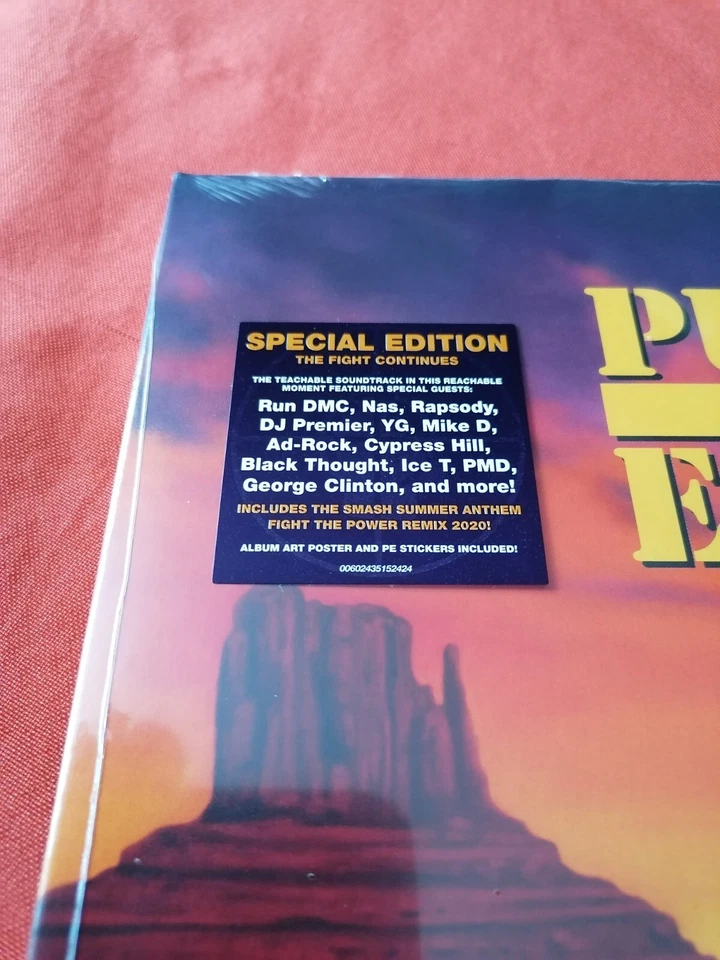 SPECIAL EDITION
THE FIGHT CONTINUES
THE TEACHABLE SOUNDTRACK IN THIS REACHABLE
MOMENT FEATURING SPECIAL GUESTS:
Run DMC, Nas, Rapsody,
DJ Premier, YG, Mike D,
Ad-Rock, Cypress Hill,
Black Thought, Ice T, PMD,
George Clinton, and more!
INCLUDES THE SMASH SUMMER ANTHEM
FIGHT THE POWER REMIX 2020!
ALBUM ART POSTER AND PE STICKERS INCLUDED!
00602435152424
PU
E